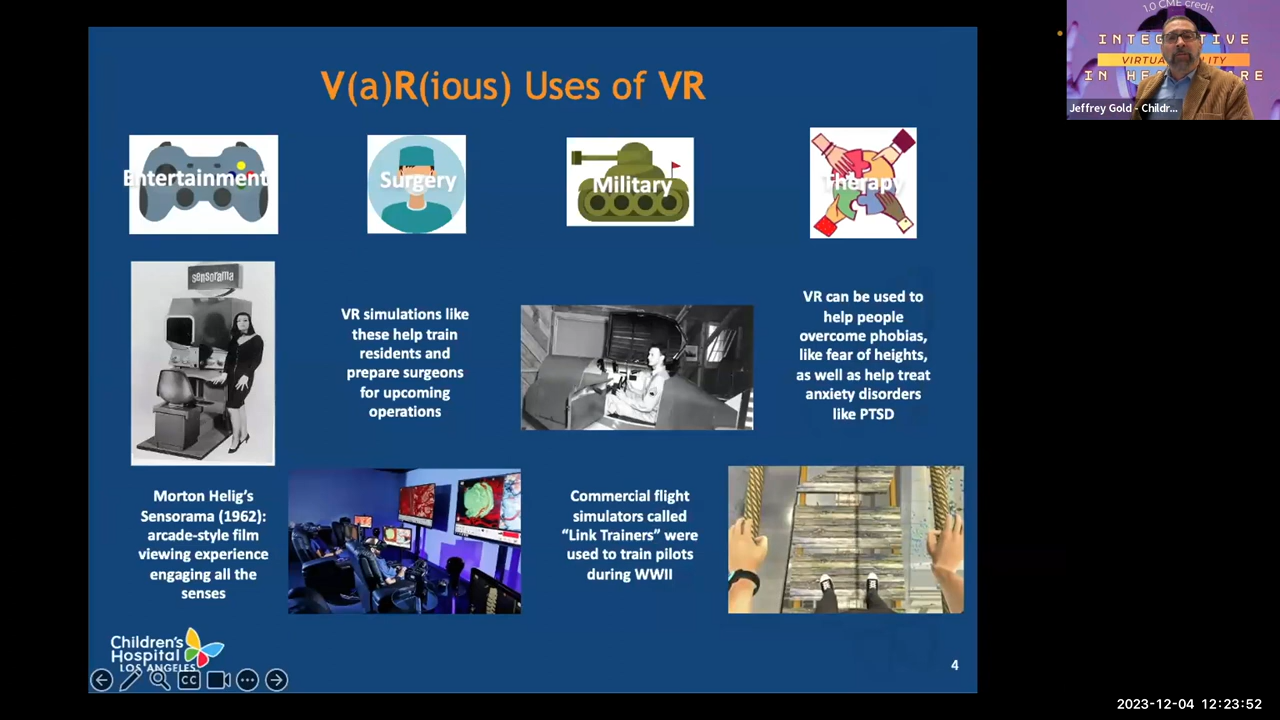 V(a)R(ious) Uses of VR
Entertainment
Surgery
Military
Therapy
sensorama
VR simulations like
these help train
residents and
prepare surgeons
for upcoming
operations
VR can be used to
help people
overcome phobias,
like fear of heights,
as well as help treat
anxiety disorders
like PTSD
Morton Helig's
Sensorama (1962):
arcade-style film
viewing experience
engaging all the
senses
Commercial flight
simulators called
“Link Trainers” were
used to train pilots
during WWII
Children's
Hospital
LOS ANGELES
CC
4
1.0 CME credit
Jeffrey Gold - Childr...
2023-12-04 12:23:52